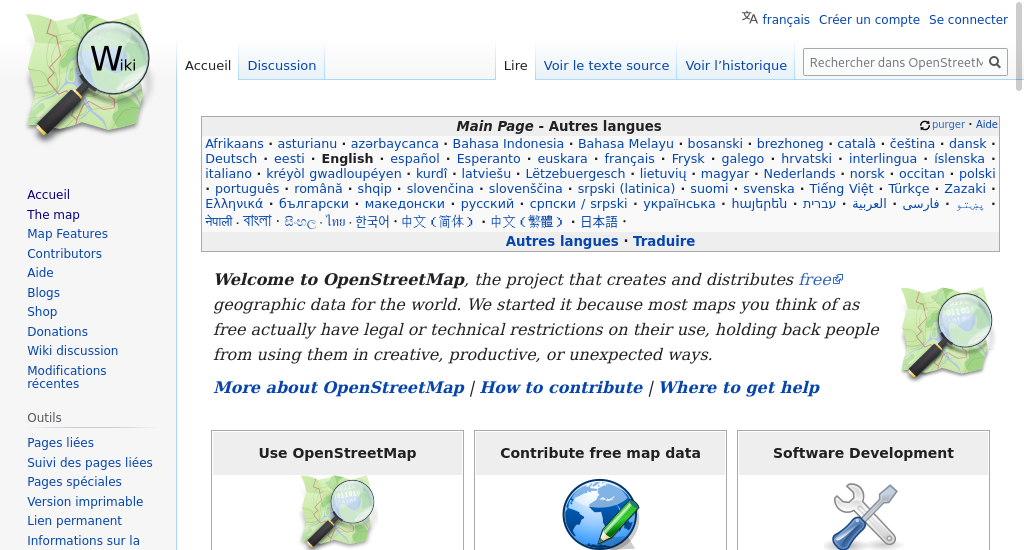 Wiki
français Créer un compte Se connecter
Accueil Discussion Lire Voir le texte source Voir l’historique
Rechercher dans OpenStreetM
Accueil
The map
Map Features
Contributors
Aide
Blogs
Shop
Donations
Wiki discussion
Modifications
récentes
Outils
Pages liées
Suivi des pages liées
Pages spéciales
Version imprimable
Lien permanent
Informations sur la
Main Page - Autres langues
purger · Aide
Afrikaans · asturianu · azərbaycanca · Bahasa Indonesia · Bahasa Melayu · bosanski · brezhoneg · català · čeština · dansk ·
Deutsch · eesti · English · español · Esperanto · euskara · français · Frysk · galego · hrvatski · interlingua · íslenska ·
italiano · kréyòl gwadloupéyen · kurdî · latviešu · Lëtzebuergesch · lietuvių · magyar · Nederlands · norsk · occitan · polski
· português · română · shqip · slovenčina · slovenščina · srpski (latinica) · suomi · svenska · Tiếng Việt · Türkçe · Zazaki ·
Ελληνικά · български · македонски · русский · српски / srpski · українська · հայերեն · עברית · العربية · فارسی · پښتو ·
नेपाली · বাংলা · සිංහල · ไทย · 한국어 · 中文（简体） · 中文（繁體） · 日本語 ·
Autres langues · Traduire
Welcome to OpenStreetMap, the project that creates and distributes free
geographic data for the world. We started it because most maps you think of as
free actually have legal or technical restrictions on their use, holding back people
from using them in creative, productive, or unexpected ways.
More about OpenStreetMap | How to contribute | Where to get help
Use OpenStreetMap
Contribute free map data
Software Development